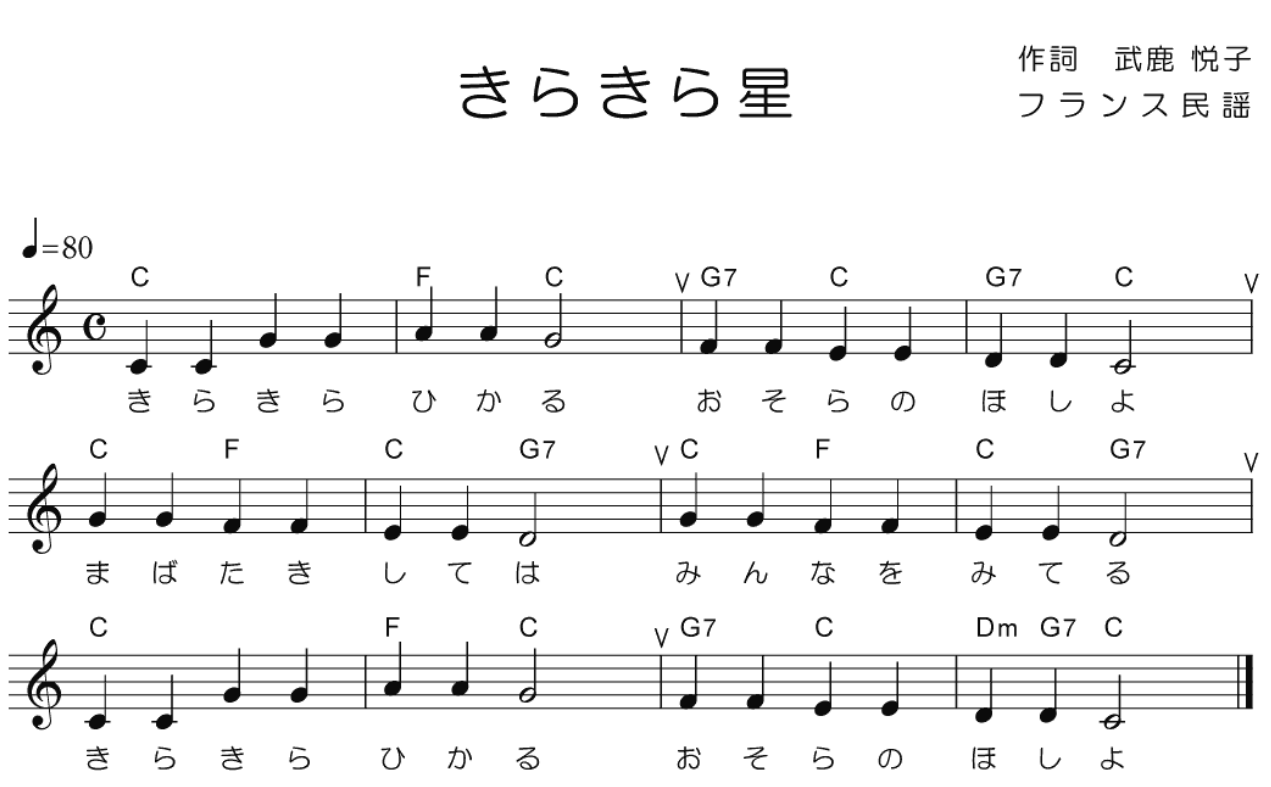 きらきら星
作詞　武鹿 悦子
フランス民謡
=80
C F C V G7 C G7 C V
きらきら ひかる おそらの ほしよ
C F C G7 V C F C G7 V
まばたき しては みんなを みてる
C F C V G7 C Dm G7 C
きらきら ひかる おそらの ほしよ